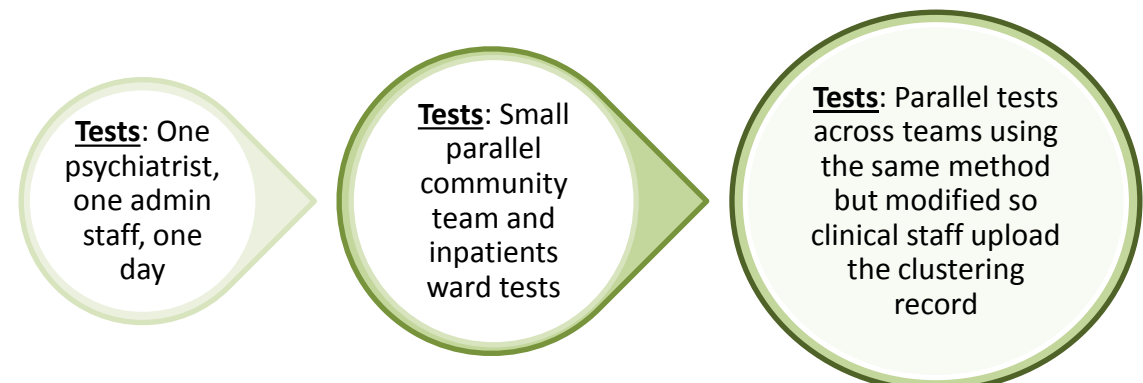 Tests: One
psychiatrist,
one admin
staff, one
day
Tests: Small
parallel
community
team and
inpatients
ward tests
Tests: Parallel tests
across teams using
the same method
but modified so
clinical staff upload
the clustering
record